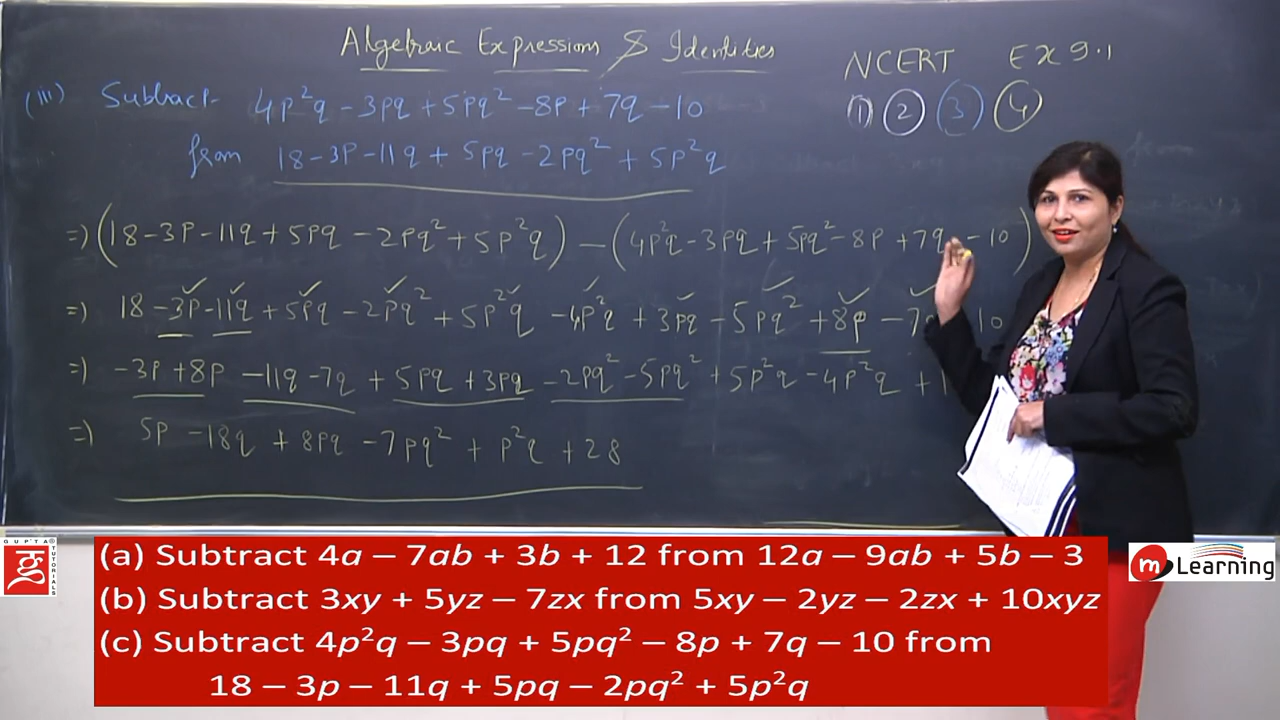 Algebraic Expressions & Identities
NCERT Ex 9.1
① ② ③ ④
(iii) Subtract 4p²q - 3pq + 5pq² - 8p + 7q - 10
from 18 - 3p - 11q + 5pq - 2pq² + 5p²q
⇒ (18 - 3p - 11q + 5pq - 2pq² + 5p²q) - (4p²q - 3pq + 5pq² - 8p + 7q - 10)
⇒ 18 - 3p - 11q + 5pq - 2pq² + 5p²q - 4p²q + 3pq - 5pq² + 8p - 7 10
⇒ -3p + 8p - 11q - 7q + 5pq + 3pq - 2pq² - 5pq² + 5p²q - 4p²q + 1
⇒ 5p - 18q + 8pq - 7pq² + p²q + 28
(a) Subtract 4a − 7ab + 3b + 12 from 12a − 9ab + 5b − 3
(b) Subtract 3xy + 5yz − 7zx from 5xy − 2yz − 2zx + 10xyz
(c) Subtract 4p²q − 3pq + 5pq² − 8p + 7q − 10 from
18 − 3p − 11q + 5pq − 2pq² + 5p²q
GUPTA® TUTORIALS
m Learning